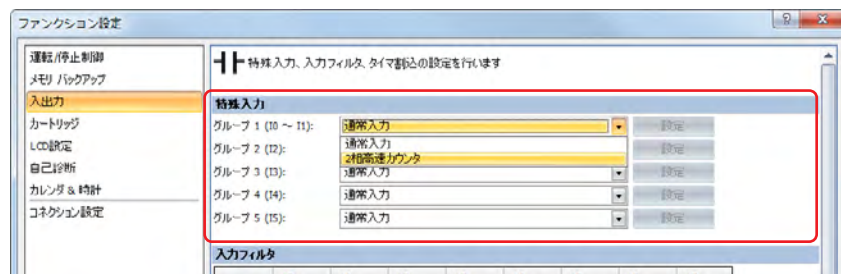 ファンクション設定
運転/停止制御
メモリ バックアップ
入出力
カートリッジ
LCD設定
自己診断
カレンダ & 時計
コネクション設定
特殊入力、入力フィルタ、タイマ割込の設定を行います
特殊入力
グループ 1 (I0 ～ I1): 通常入力 設定
通常入力
グループ 2 (I2): 2相高速カウンタ 設定
グループ 3 (I3): 通常入力 設定
グループ 4 (I4): 通常入力 設定
グループ 5 (I5): 通常入力 設定
入力フィルタ